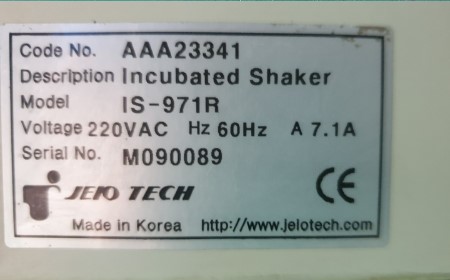 Code No. AAA23341
Description Incubated Shaker
Model IS-971R
Voltage 220VAC Hz 60Hz A 7.1A
Serial No. M090089
JEIO TECH CE
Made in Korea http://www.jeiotech.com